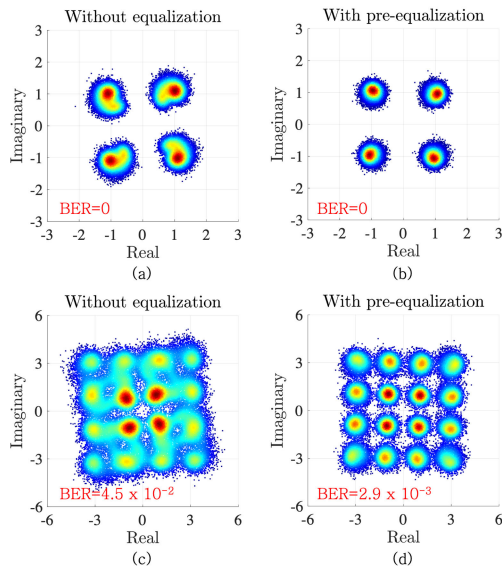 Without equalization
With pre-equalization
3
2
1
0
-1
-2
-3
Imaginary
BER=0
-3 -2 -1 0 1 2 3
Real
(a)
3
2
1
0
-1
-2
-3
Imaginary
BER=0
-3 -2 -1 0 1 2 3
Real
(b)
Without equalization
With pre-equalization
6
3
0
-3
-6
Imaginary
BER=4.5 x 10⁻²
-6 -3 0 3 6
Real
(c)
6
3
0
-3
-6
Imaginary
BER=2.9 x 10⁻³
-6 -3 0 3 6
Real
(d)